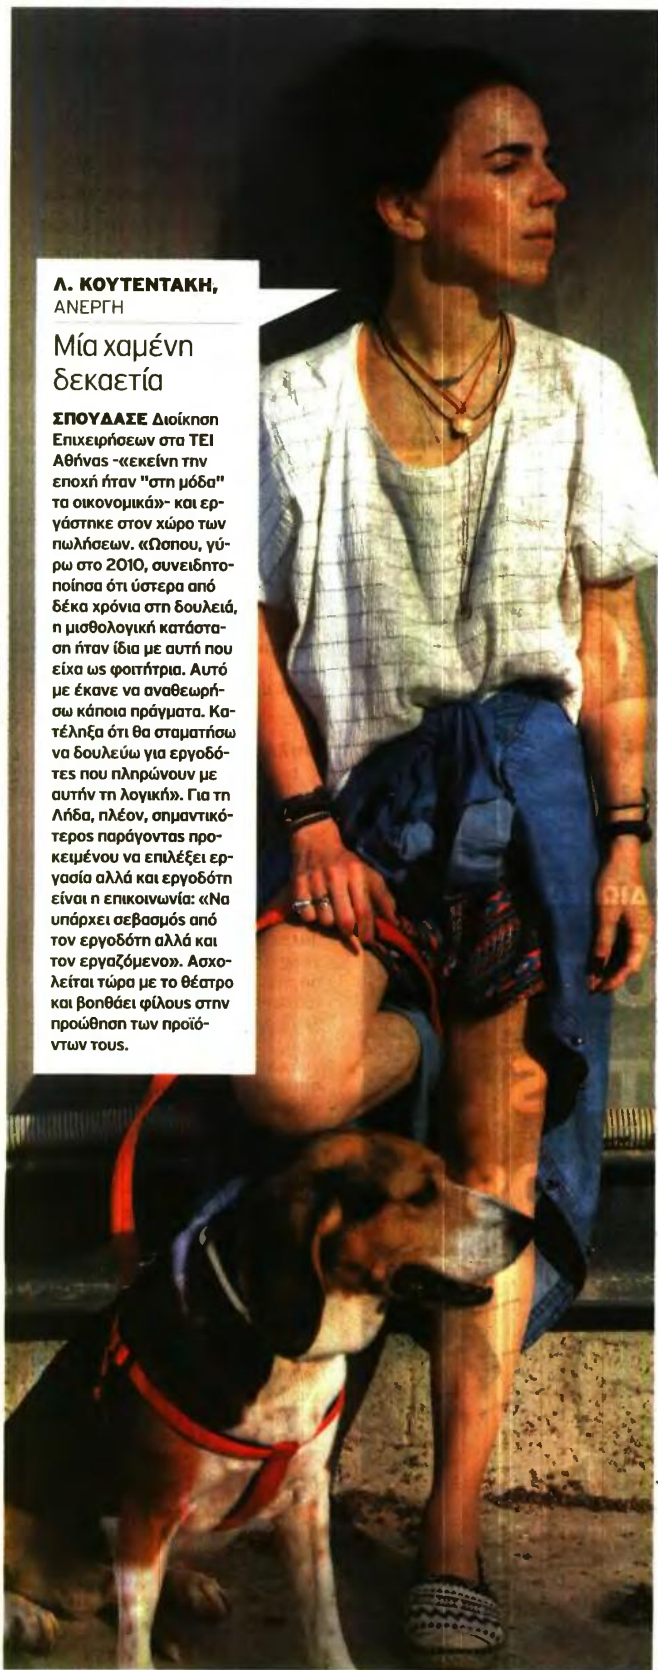 Λ. ΚΟΥΤΕΝΤΑΚΗ,
ΑΝΕΡΓΗ
Μία χαμένη
δεκαετία
ΣΠΟΥΔΑΣΕ Διοίκηση
Επιχειρήσεων στα ΤΕΙ
Αθήνας -«εκείνη την
εποχή ήταν "στη μόδα"
τα οικονομικά»- και ερ-
γάστηκε στον χώρο των
πωλήσεων. «Ώσπου, γύ-
ρω στο 2010, συνειδητο-
ποίησα ότι ύστερα από
δέκα χρόνια στη δουλειά,
η μισθολογική κατάστα-
ση ήταν ίδια με αυτή που
είχα ως φοιτήτρια. Αυτό
με έκανε να αναθεωρή-
σω κάποια πράγματα. Κα-
τέληξα ότι θα σταματήσω
να δουλεύω για εργοδό-
τες που πληρώνουν με
αυτήν τη λογική». Για τη
Λήδα, πλέον, σημαντικό-
τερος παράγοντας προ-
κειμένου να επιλέξει ερ-
γασία αλλά και εργοδότη
είναι η επικοινωνία: «Να
υπάρχει σεβασμός από
τον εργοδότη αλλά και
τον εργαζόμενο». Ασχο-
λείται τώρα με το θέατρο
και βοηθάει φίλους στην
προώθηση των προϊό-
ντων τους.